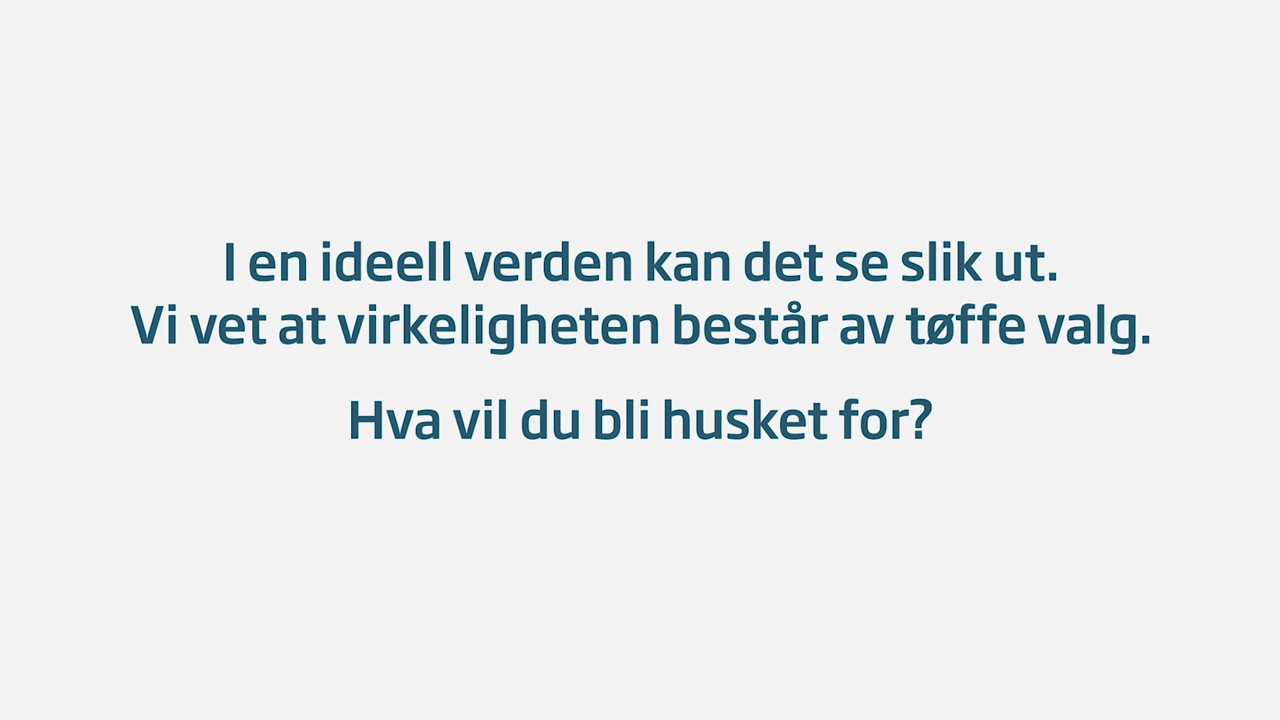 I en ideell verden kan det se slik ut.
Vi vet at virkeligheten består av tøffe valg.
Hva vil du bli husket for?